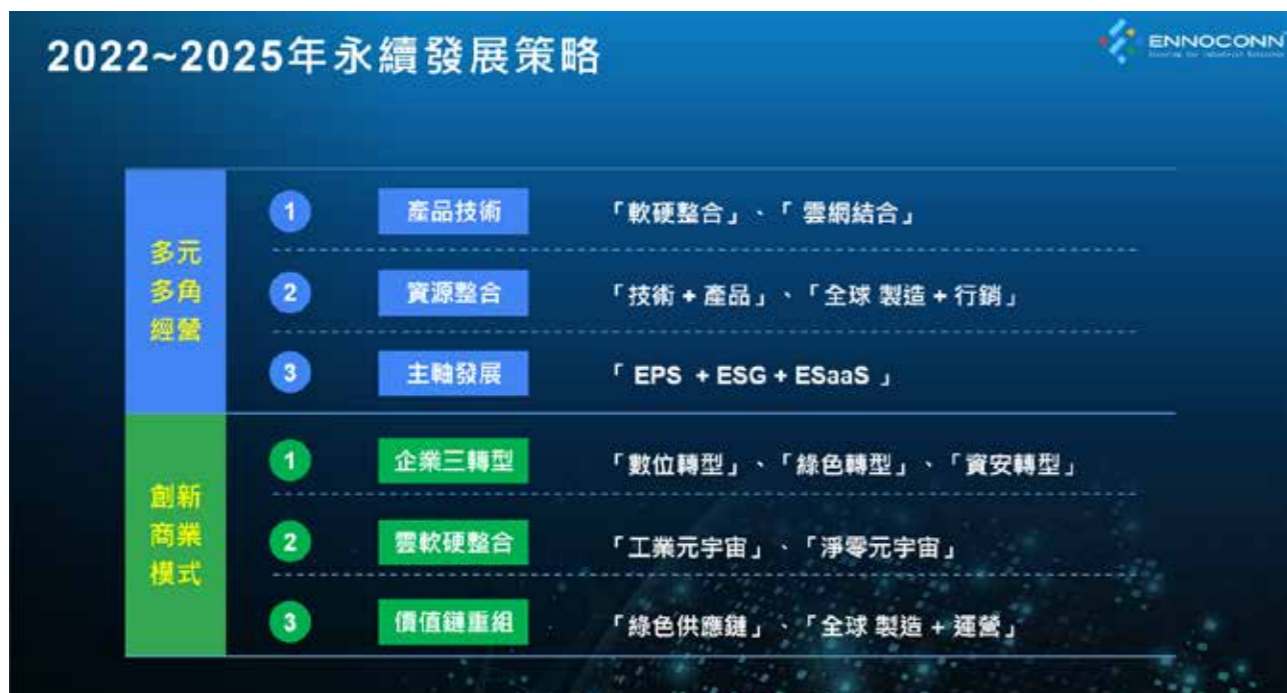 2022~2025年永續發展策略
ENNOCONN
多元
多角
經營
1 產品技術 「軟硬整合」、「 雲網結合」
2 資源整合 「技術 + 產品」、「全球 製造 + 行銷」
3 主軸發展 「 EPS + ESG + ESaaS 」
創新
商業
模式
1 企業三轉型 「數位轉型」、「綠色轉型」、「資安轉型」
2 雲軟硬整合 「工業元宇宙」、「淨零元宇宙」
3 價值鏈重組 「綠色供應鏈」、「全球 製造 + 運營」